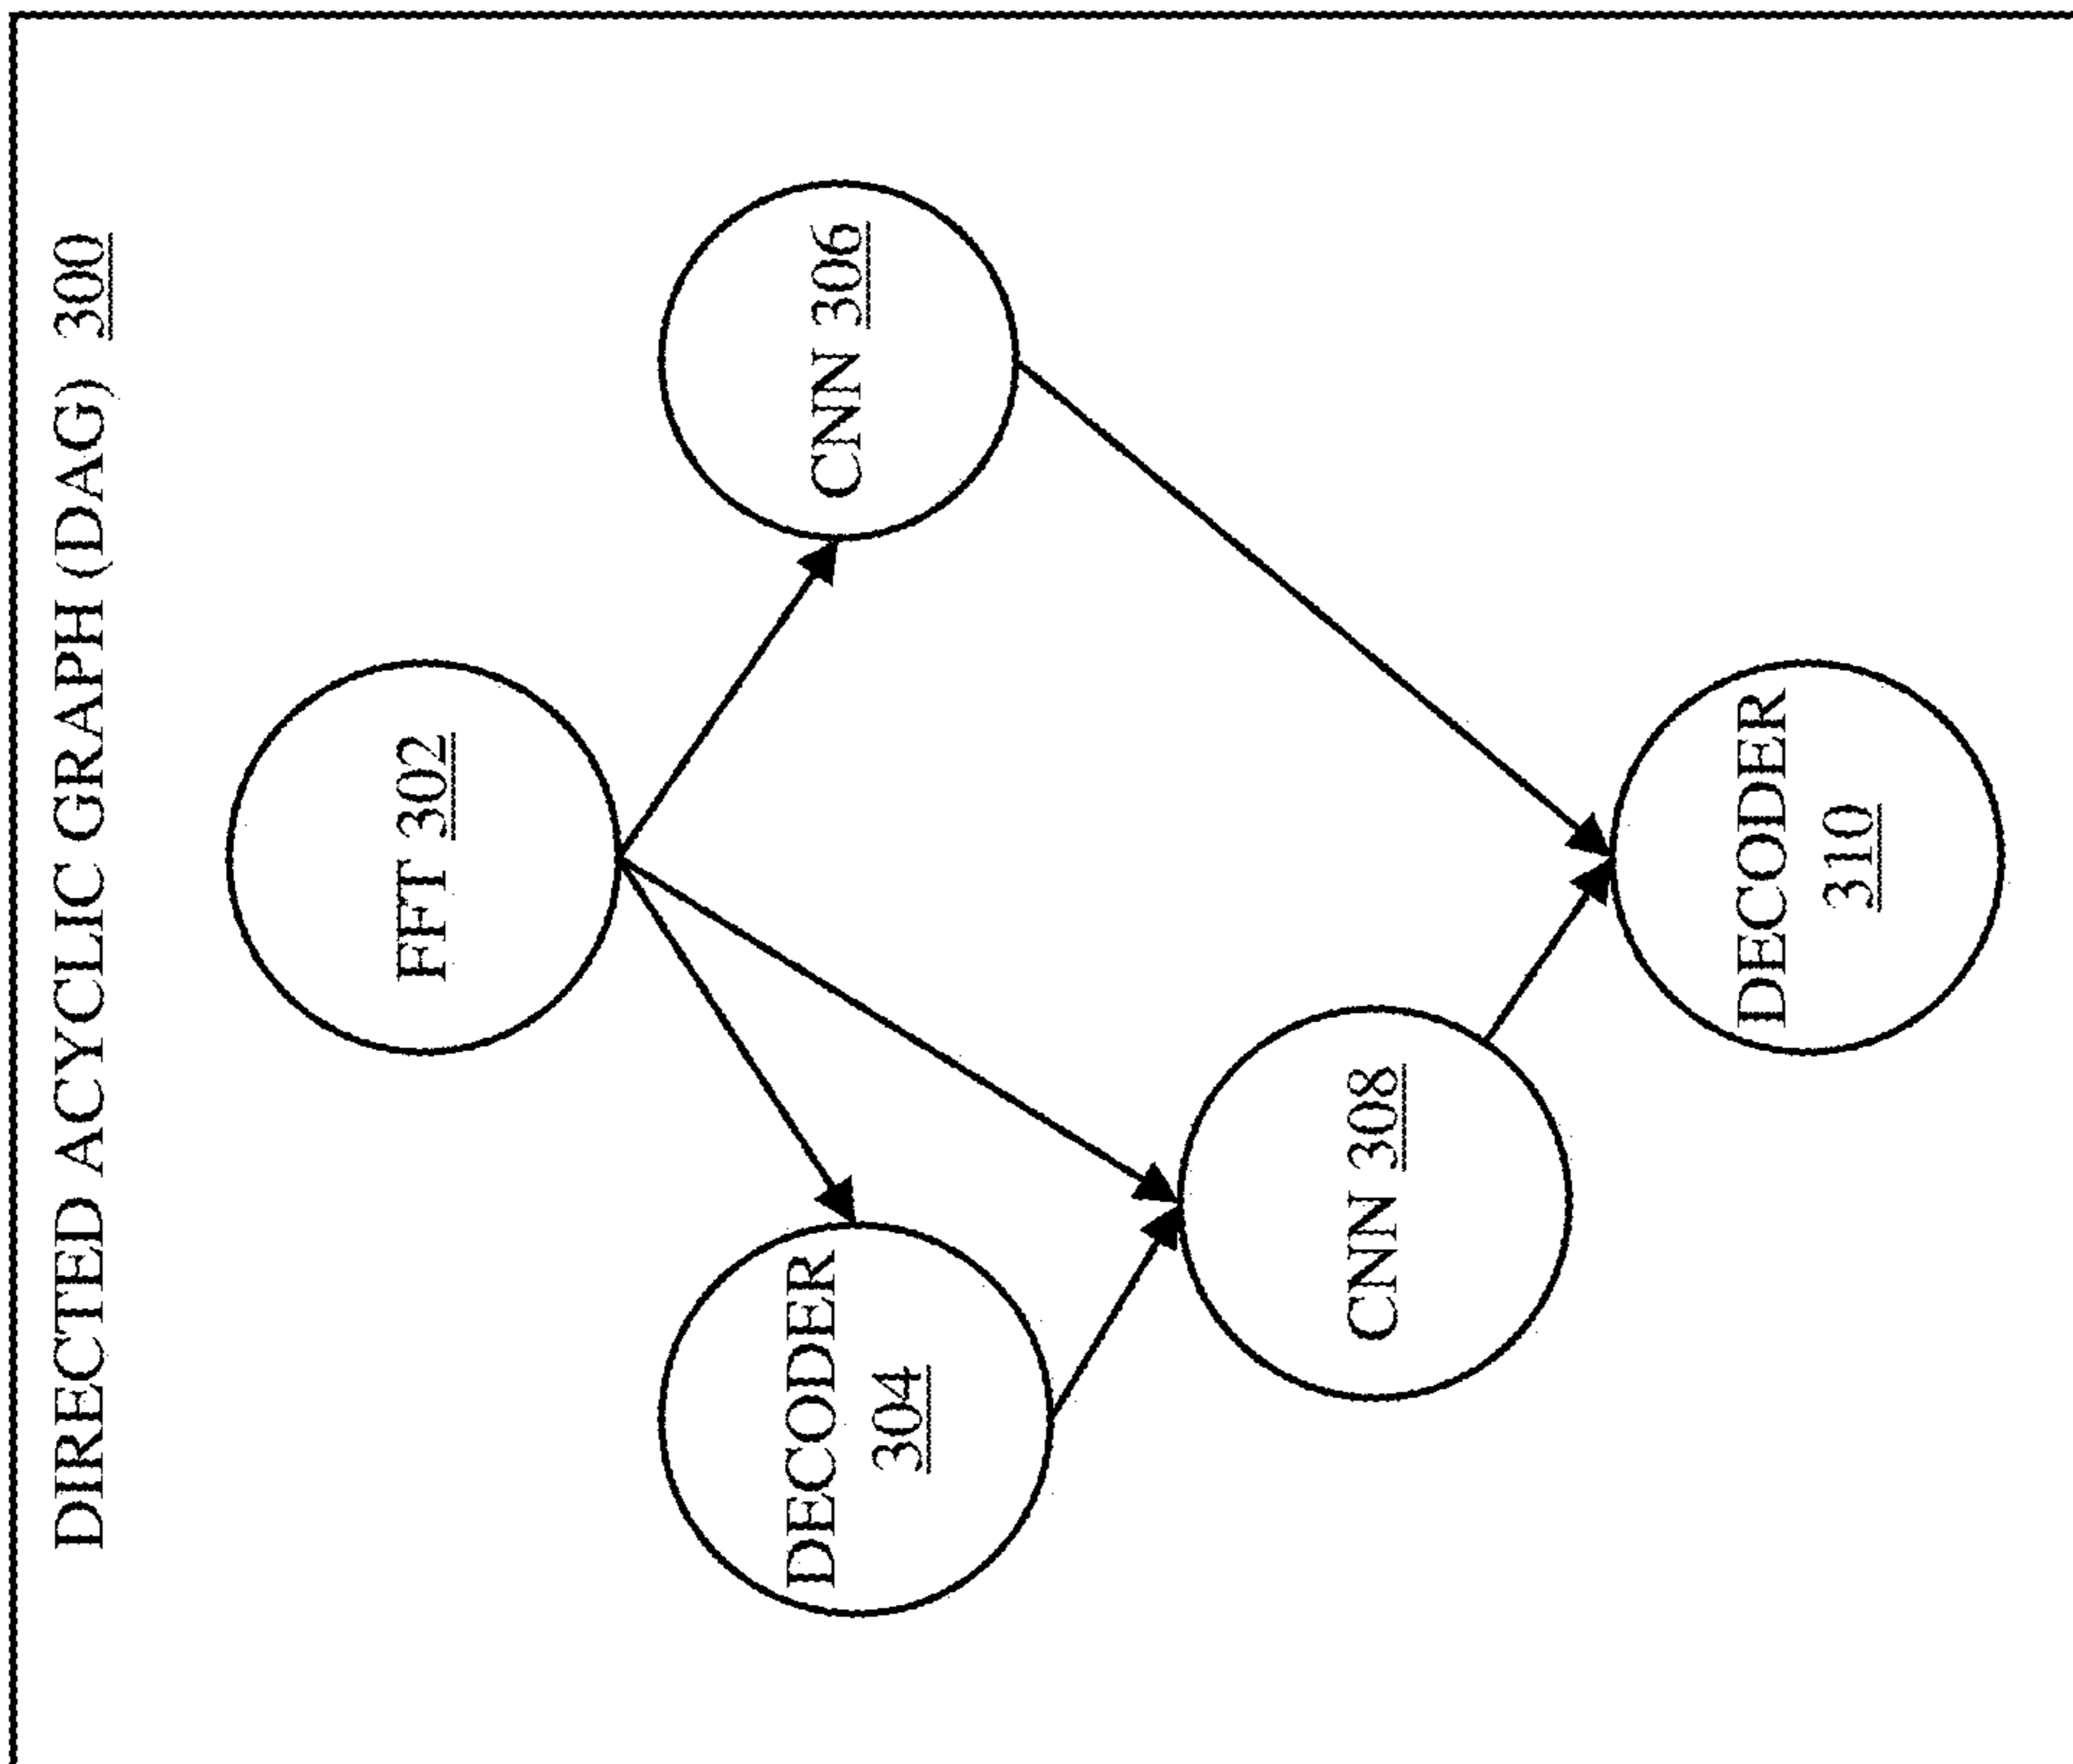 DIRECTED ACYCLIC GRAPH (DAG) 300
FFT 302
DECODER
304
CNN 306
CNN 308
DECODER
310